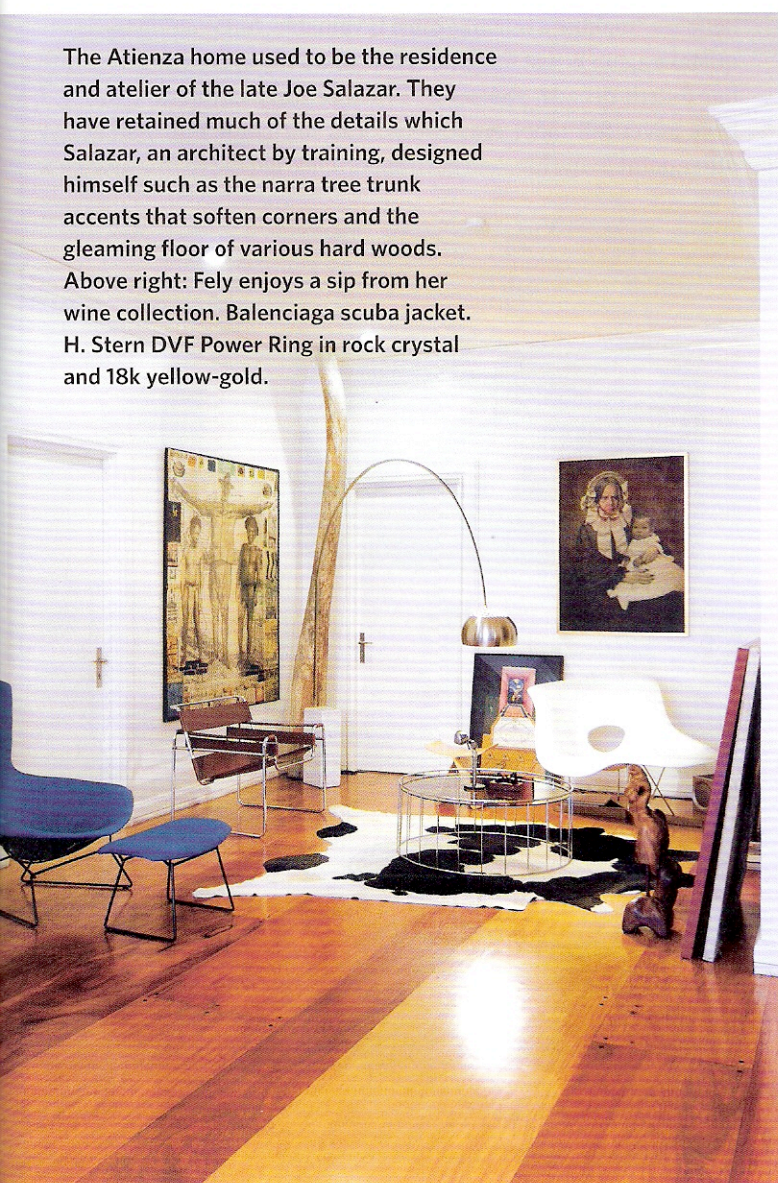 The Atienza home used to be the residence
and atelier of the late Joe Salazar. They
have retained much of the details which
Salazar, an architect by training, designed
himself such as the narra tree trunk
accents that soften corners and the
gleaming floor of various hard woods.
Above right: Fely enjoys a sip from her
wine collection. Balenciaga scuba jacket.
H. Stern DVF Power Ring in rock crystal
and 18k yellow-gold.